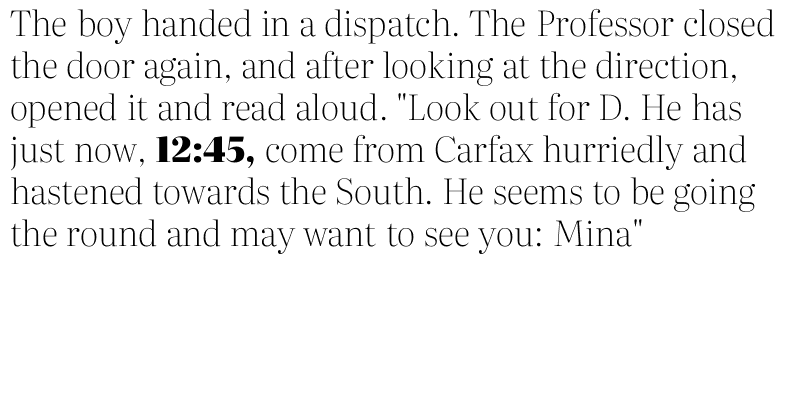 The boy handed in a dispatch. The Professor closed
the door again, and after looking at the direction,
opened it and read aloud. "Look out for D. He has
just now, 12:45, come from Carfax hurriedly and
hastened towards the South. He seems to be going
the round and may want to see you: Mina"